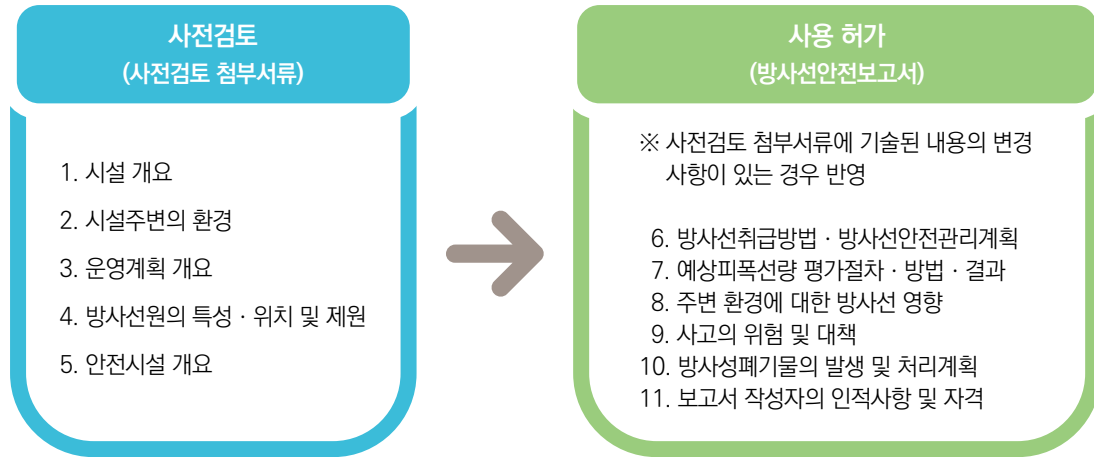 사전검토
(사전검토 첨부서류)
1. 시설 개요
2. 시설주변의 환경
3. 운영계획 개요
4. 방사선원의 특성 · 위치 및 제원
5. 안전시설 개요
사용 허가
(방사선안전보고서)
※ 사전검토 첨부서류에 기술된 내용의 변경
사항이 있는 경우 반영
6. 방사선취급방법 · 방사선안전관리계획
7. 예상피폭선량 평가절차 · 방법 · 결과
8. 주변 환경에 대한 방사선 영향
9. 사고의 위험 및 대책
10. 방사성폐기물의 발생 및 처리계획
11. 보고서 작성자의 인적사항 및 자격